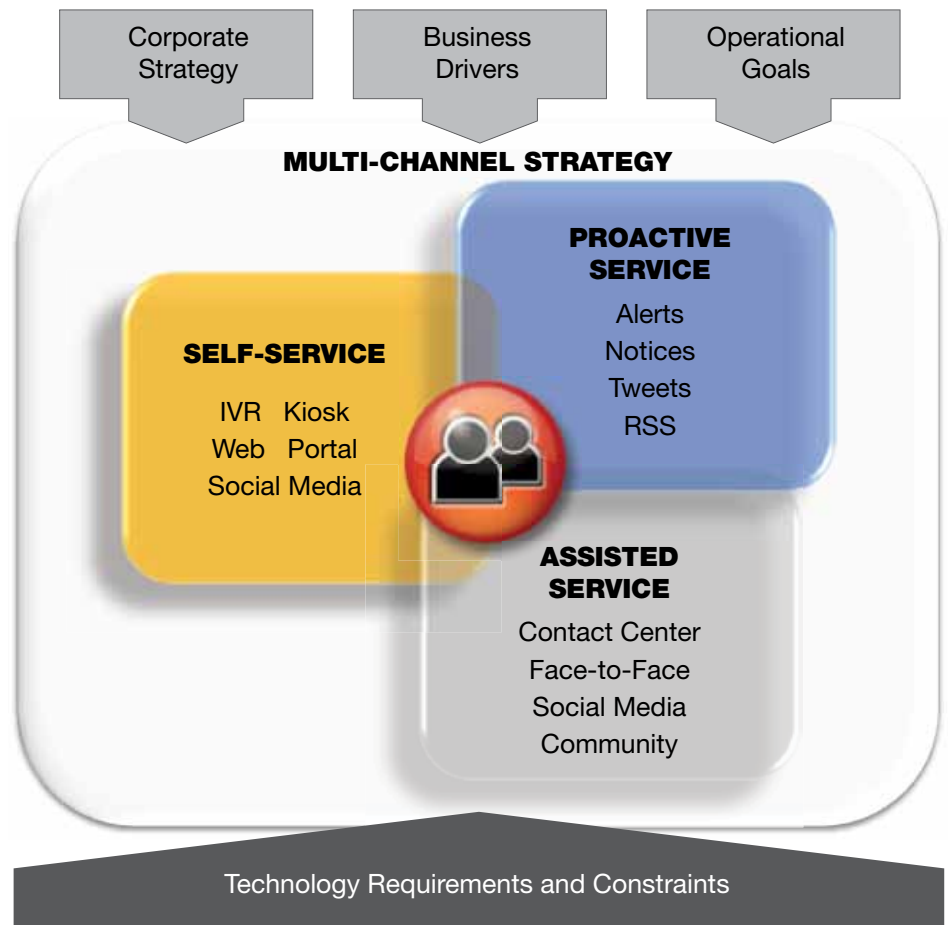 Corporate
Strategy
Business
Drivers
Operational
Goals
MULTI-CHANNEL STRATEGY
PROACTIVE
SERVICE
Alerts
Notices
Tweets
RSS
SELF-SERVICE
IVR Kiosk
Web Portal
Social Media
ASSISTED
SERVICE
Contact Center
Face-to-Face
Social Media
Community
Technology Requirements and Constraints